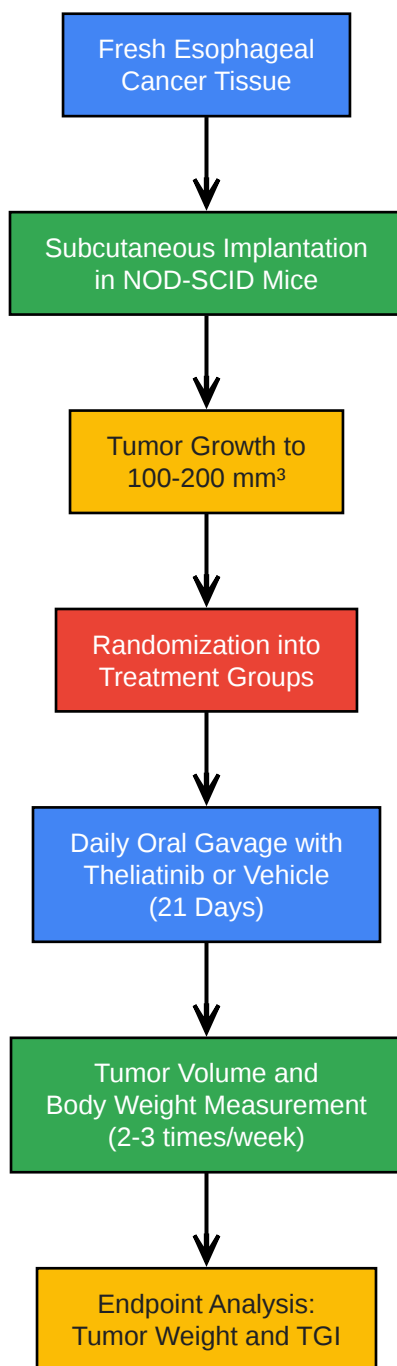 Fresh Esophageal
Cancer Tissue
Subcutaneous Implantation
in NOD-SCID Mice
Tumor Growth to
100-200 mm³
Randomization into
Treatment Groups
Daily Oral Gavage with
Theliatinib or Vehicle
(21 Days)
Tumor Volume and
Body Weight Measurement
(2-3 times/week)
Endpoint Analysis:
Tumor Weight and TGI